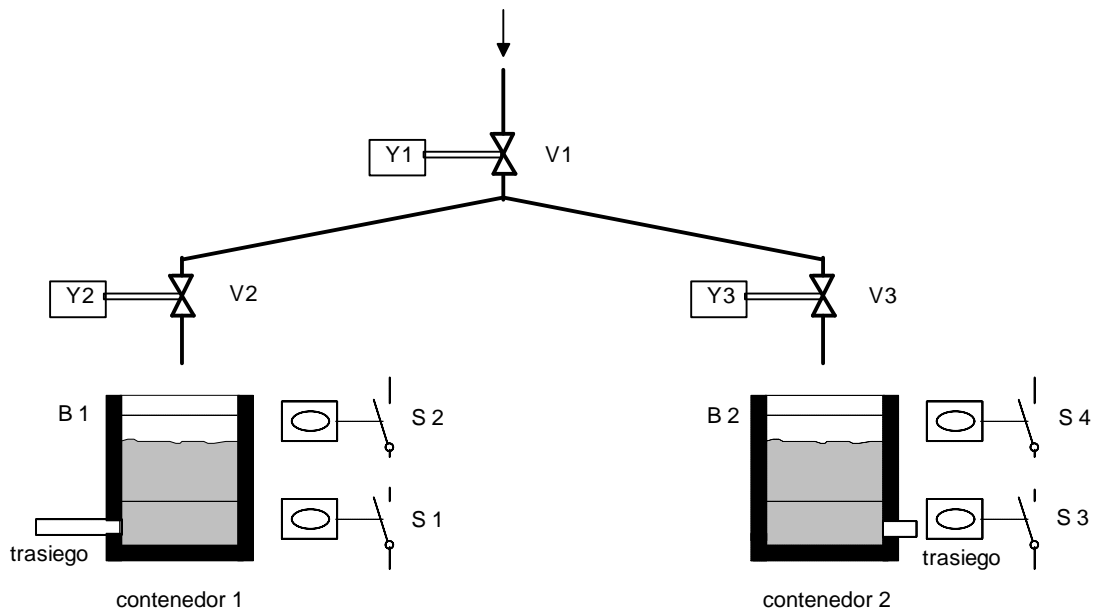 Y1
V1
Y2
V2
Y3
V3
B 1
S 2
B 2
S 4
S 1
S 3
trasiego
trasiego
contenedor 1
contenedor 2